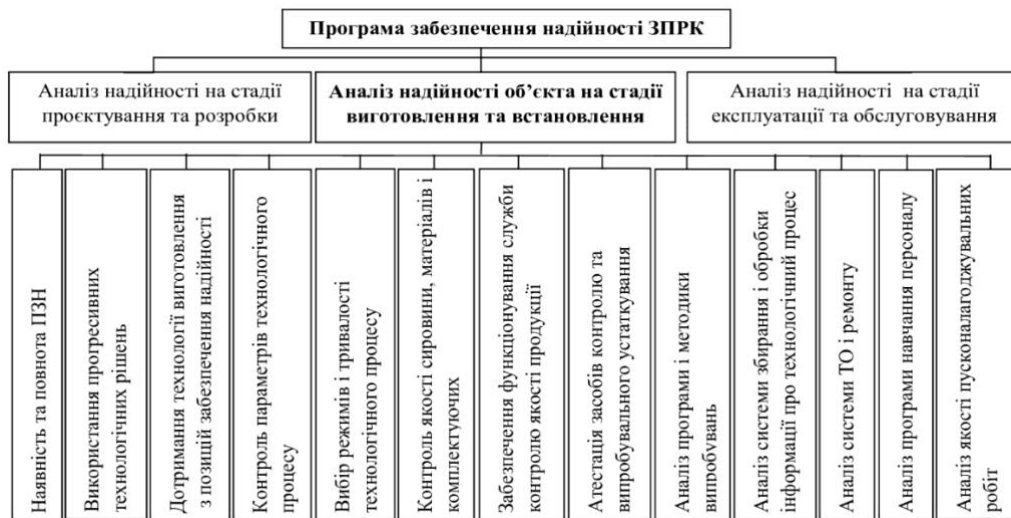 Програма забезпечення надійності ЗПРК
Аналіз надійності на стадії
проєктування та розробки
Аналіз надійності об’єкта на стадії
виготовлення та встановлення
Аналіз надійності на стадії
експлуатації та обслуговування
Наявність та повнота ПЗН
Використання прогресивних
технологічних рішень
Дотримання технології виготовлення
з позицій забезпечення надійності
Контроль параметрів технологічного
процесу
Вибір режимів і тривалості
технологічного процесу
Контроль якості сировини, матеріалів і
комплектуючих
Забезпечення функціонування служби
контролю якості продукції
Атестація засобів контролю та
випробувального устаткування
Аналіз програми і методики
випробувань
Аналіз системи збирання і обробки
інформації про технологічний процес
Аналіз системи ТО і ремонту
Аналіз програми навчання персоналу
Аналіз якості пусконалагоджувальних
робіт